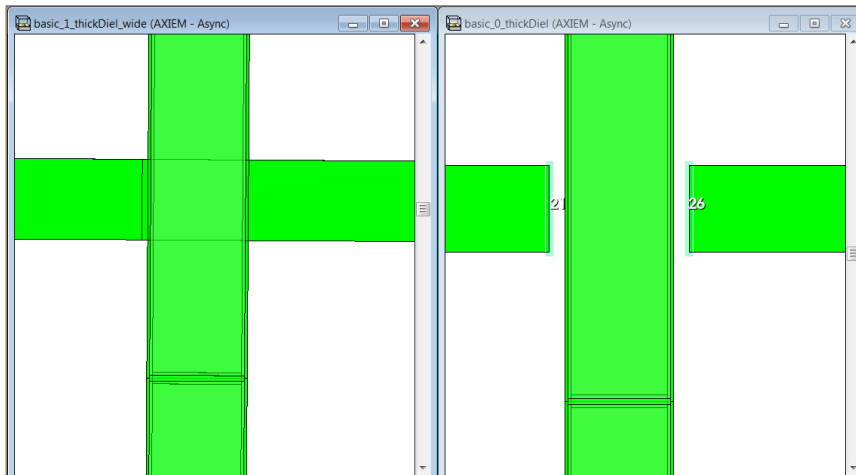 basic_1_thickDiel_wide (AXIEM - Async)
basic_0_thickDiel (AXIEM - Async)
21
26